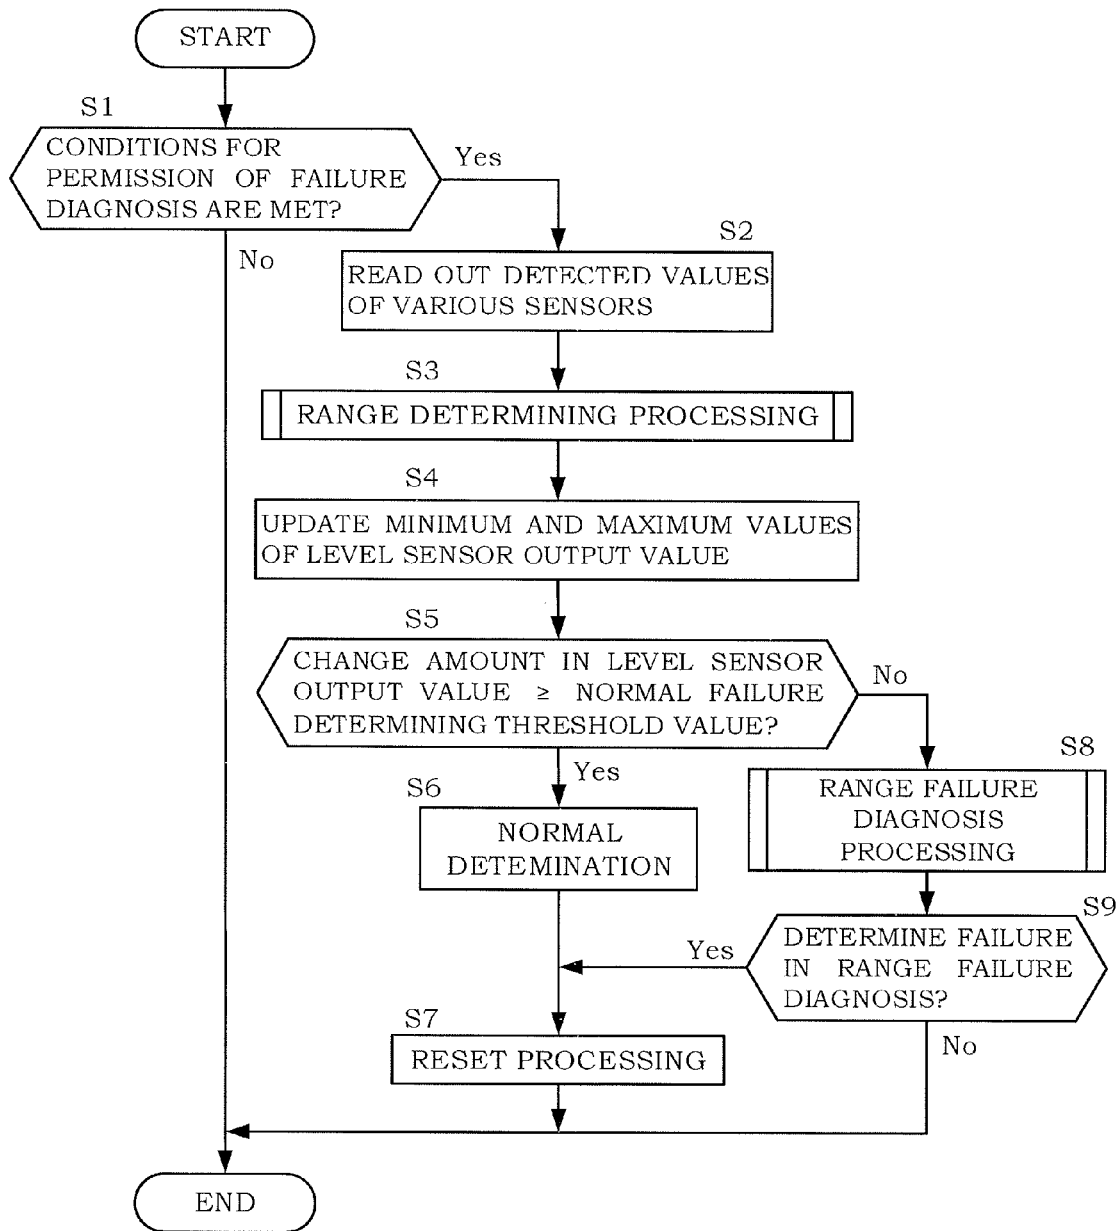 START
S1
CONDITIONS FOR
PERMISSION OF FAILURE
DIAGNOSIS ARE MET?
Yes
No
S2
READ OUT DETECTED VALUES
OF VARIOUS SENSORS
S3
RANGE DETERMINING PROCESSING
S4
UPDATE MINIMUM AND MAXIMUM VALUES
OF LEVEL SENSOR OUTPUT VALUE
S5
CHANGE AMOUNT IN LEVEL SENSOR
OUTPUT VALUE ≥ NORMAL FAILURE
DETERMINING THRESHOLD VALUE?
No
Yes
S6
NORMAL
DETEMINATION
S8
RANGE FAILURE
DIAGNOSIS
PROCESSING
S9
DETERMINE FAILURE
IN RANGE FAILURE
DIAGNOSIS?
Yes
No
S7
RESET PROCESSING
END